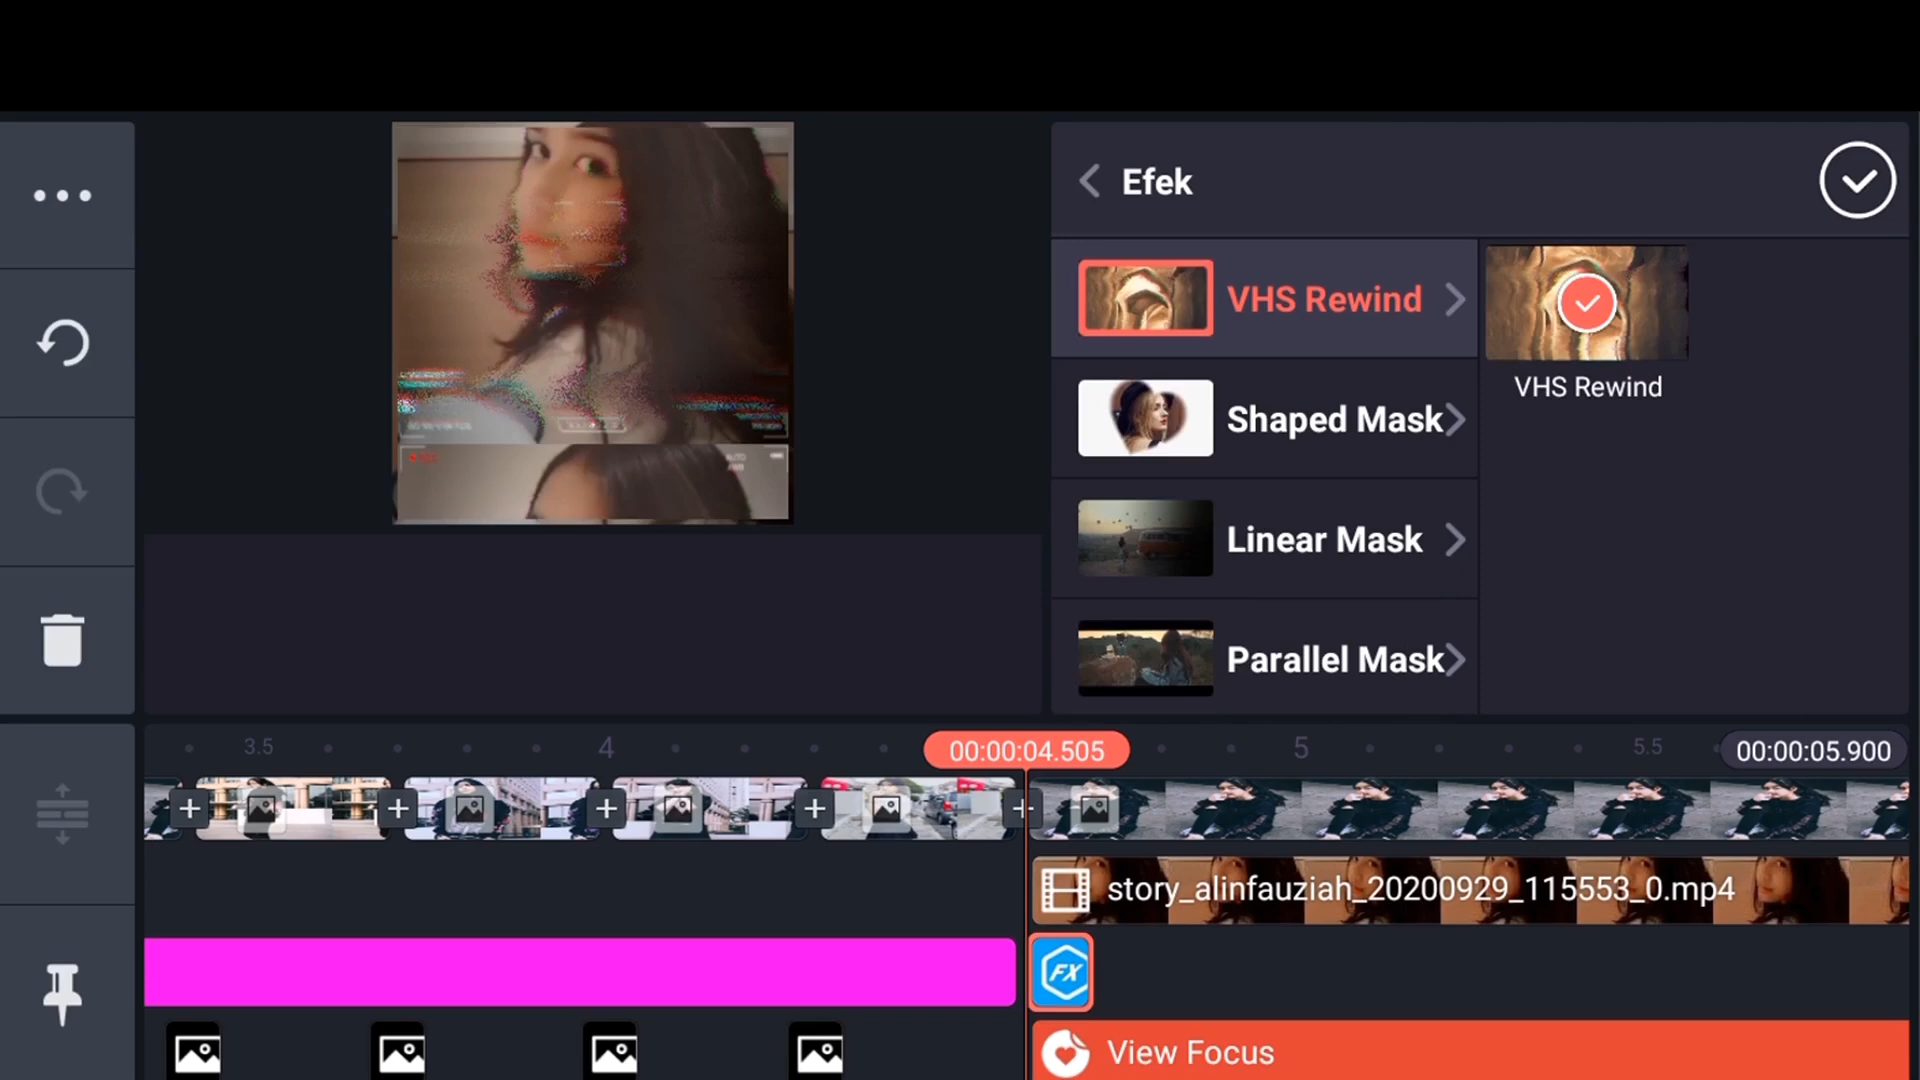 Efek
VHS Rewind
VHS Rewind
Shaped Mask
Linear Mask
Parallel Mask
3.5
4
00:00:04.505
5
5.5
00:00:05.900
story_alinfauziah_20200929_115553_0.mp4
FX
View Focus